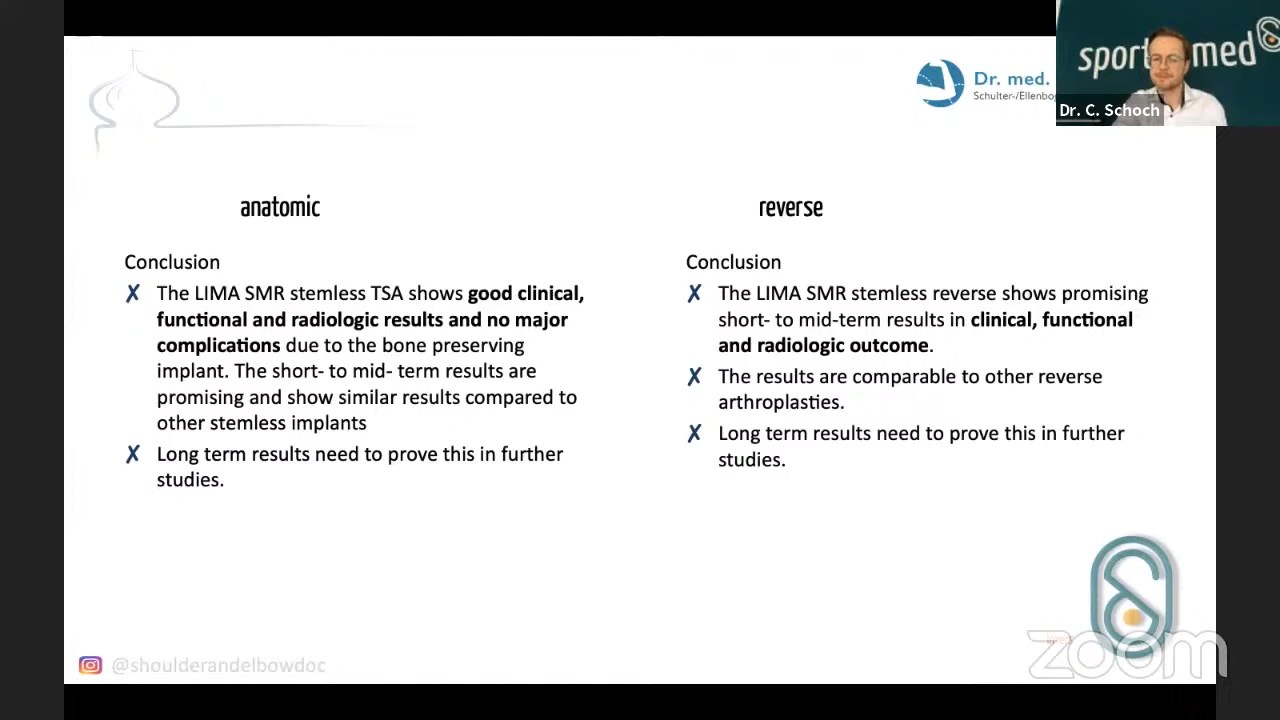 sport med
Dr. med.
Schulter-/Ellenbo
Dr. C. Schoch
anatomic
Conclusion
✗ The LIMA SMR stemless TSA shows good clinical,
functional and radiologic results and no major
complications due to the bone preserving
implant. The short- to mid- term results are
promising and show similar results compared to
other stemless implants
✗ Long term results need to prove this in further
studies.
reverse
Conclusion
✗ The LIMA SMR stemless reverse shows promising
short- to mid-term results in clinical, functional
and radiologic outcome.
✗ The results are comparable to other reverse
arthroplasties.
✗ Long term results need to prove this in further
studies.
@shoulderandelbowdoc
zoom